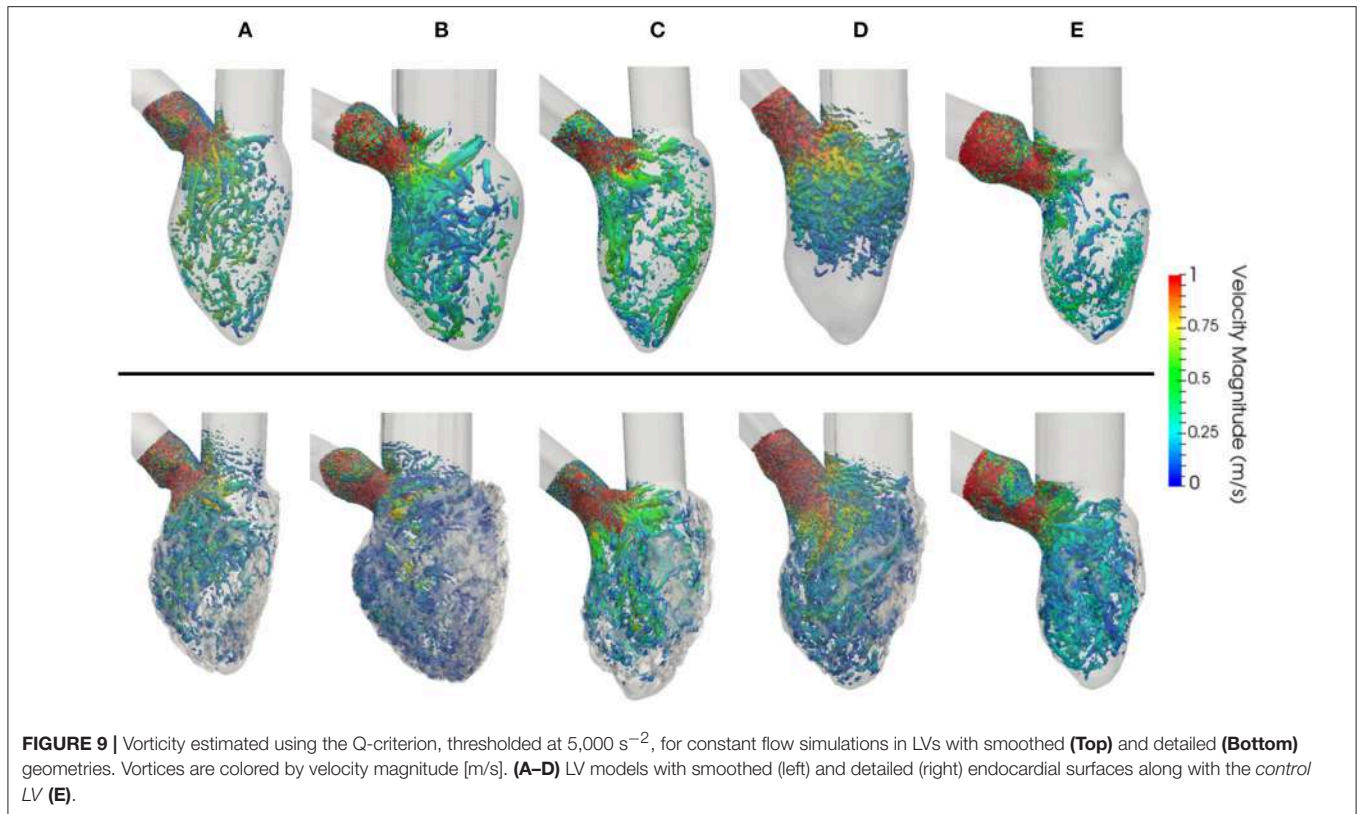 A B C D E
1
0.75
0.5
0.25
0
Velocity Magnitude (m/s)
FIGURE 9 | Vorticity estimated using the Q-criterion, thresholded at 5,000 s⁻², for constant flow simulations in LVs with smoothed (Top) and detailed (Bottom)
geometries. Vortices are colored by velocity magnitude [m/s]. (A–D) LV models with smoothed (left) and detailed (right) endocardial surfaces along with the control
LV (E).